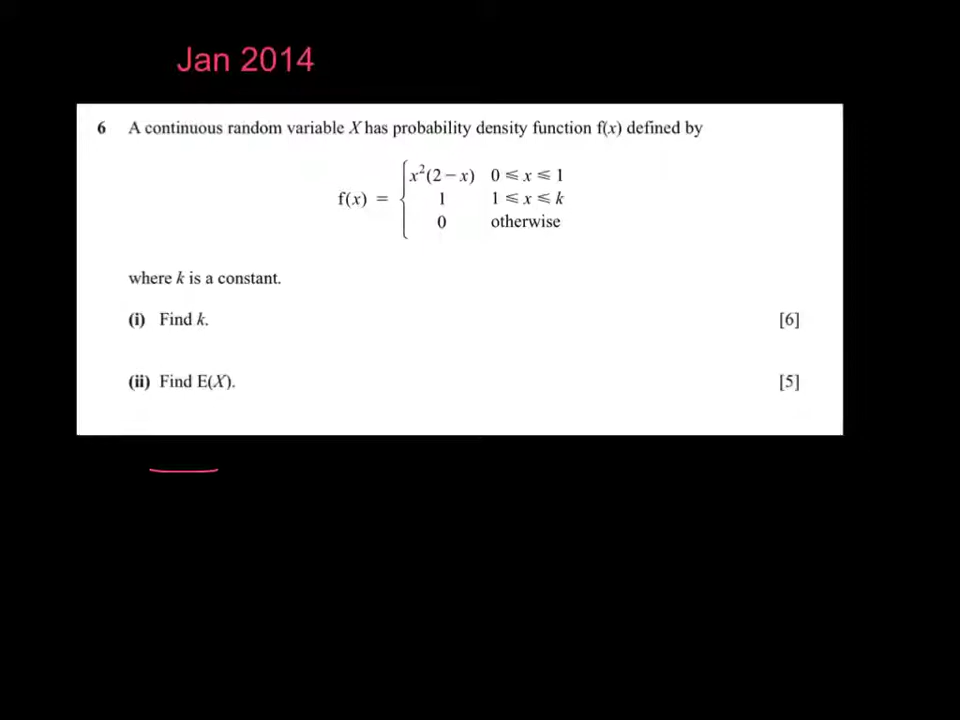 Jan 2014
6 A continuous random variable X has probability density function f(x) defined by
x²(2 − x) 0 ⩽ x ⩽ 1
f(x) = { 1 1 ⩽ x ⩽ k
0 otherwise
where k is a constant.
(i) Find k. [6]
(ii) Find E(X). [5]